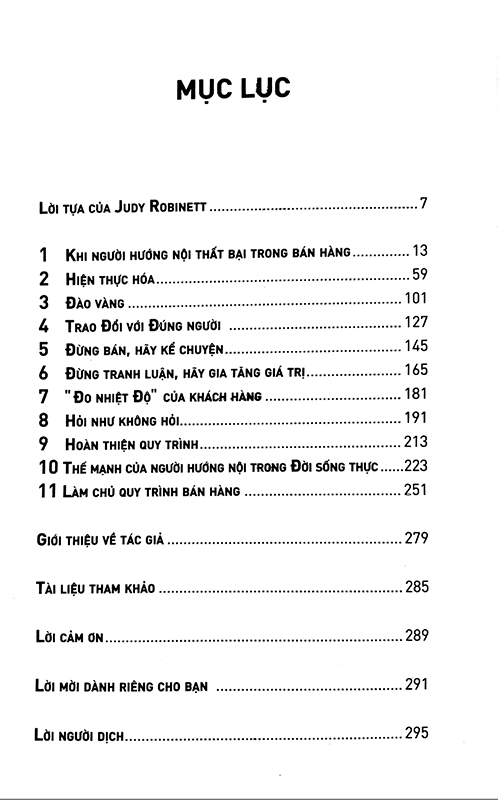 MỤC LỤC
LỜI TỰA CỦA JUDY ROBINETT ........ 7
1 KHI NGƯỜI HƯỚNG NỘI THẤT BẠI TRONG BÁN HÀNG ........ 13
2 HIỆN THỰC HÓA ........ 59
3 ĐÀO VÀNG ........ 101
4 TRAO ĐỔI VỚI ĐÚNG NGƯỜI ........ 127
5 ĐỪNG BÁN, HÃY KỂ CHUYỆN ........ 145
6 ĐỪNG TRANH LUẬN, HÃY GIA TĂNG GIÁ TRỊ ........ 165
7 "ĐO NHIỆT ĐỘ" CỦA KHÁCH HÀNG ........ 181
8 HỎI NHƯ KHÔNG HỎI ........ 191
9 HOÀN THIỆN QUY TRÌNH ........ 213
10 THẾ MẠNH CỦA NGƯỜI HƯỚNG NỘI TRONG ĐỜI SỐNG THỰC ...... 223
11 LÀM CHỦ QUY TRÌNH BÁN HÀNG ........ 251
GIỚI THIỆU VỀ TÁC GIẢ ........ 279
TÀI LIỆU THAM KHẢO ........ 285
LỜI CẢM ƠN ........ 289
LỜI MỜI DÀNH RIÊNG CHO BẠN ........ 291
LỜI NGƯỜI DỊCH ........ 295